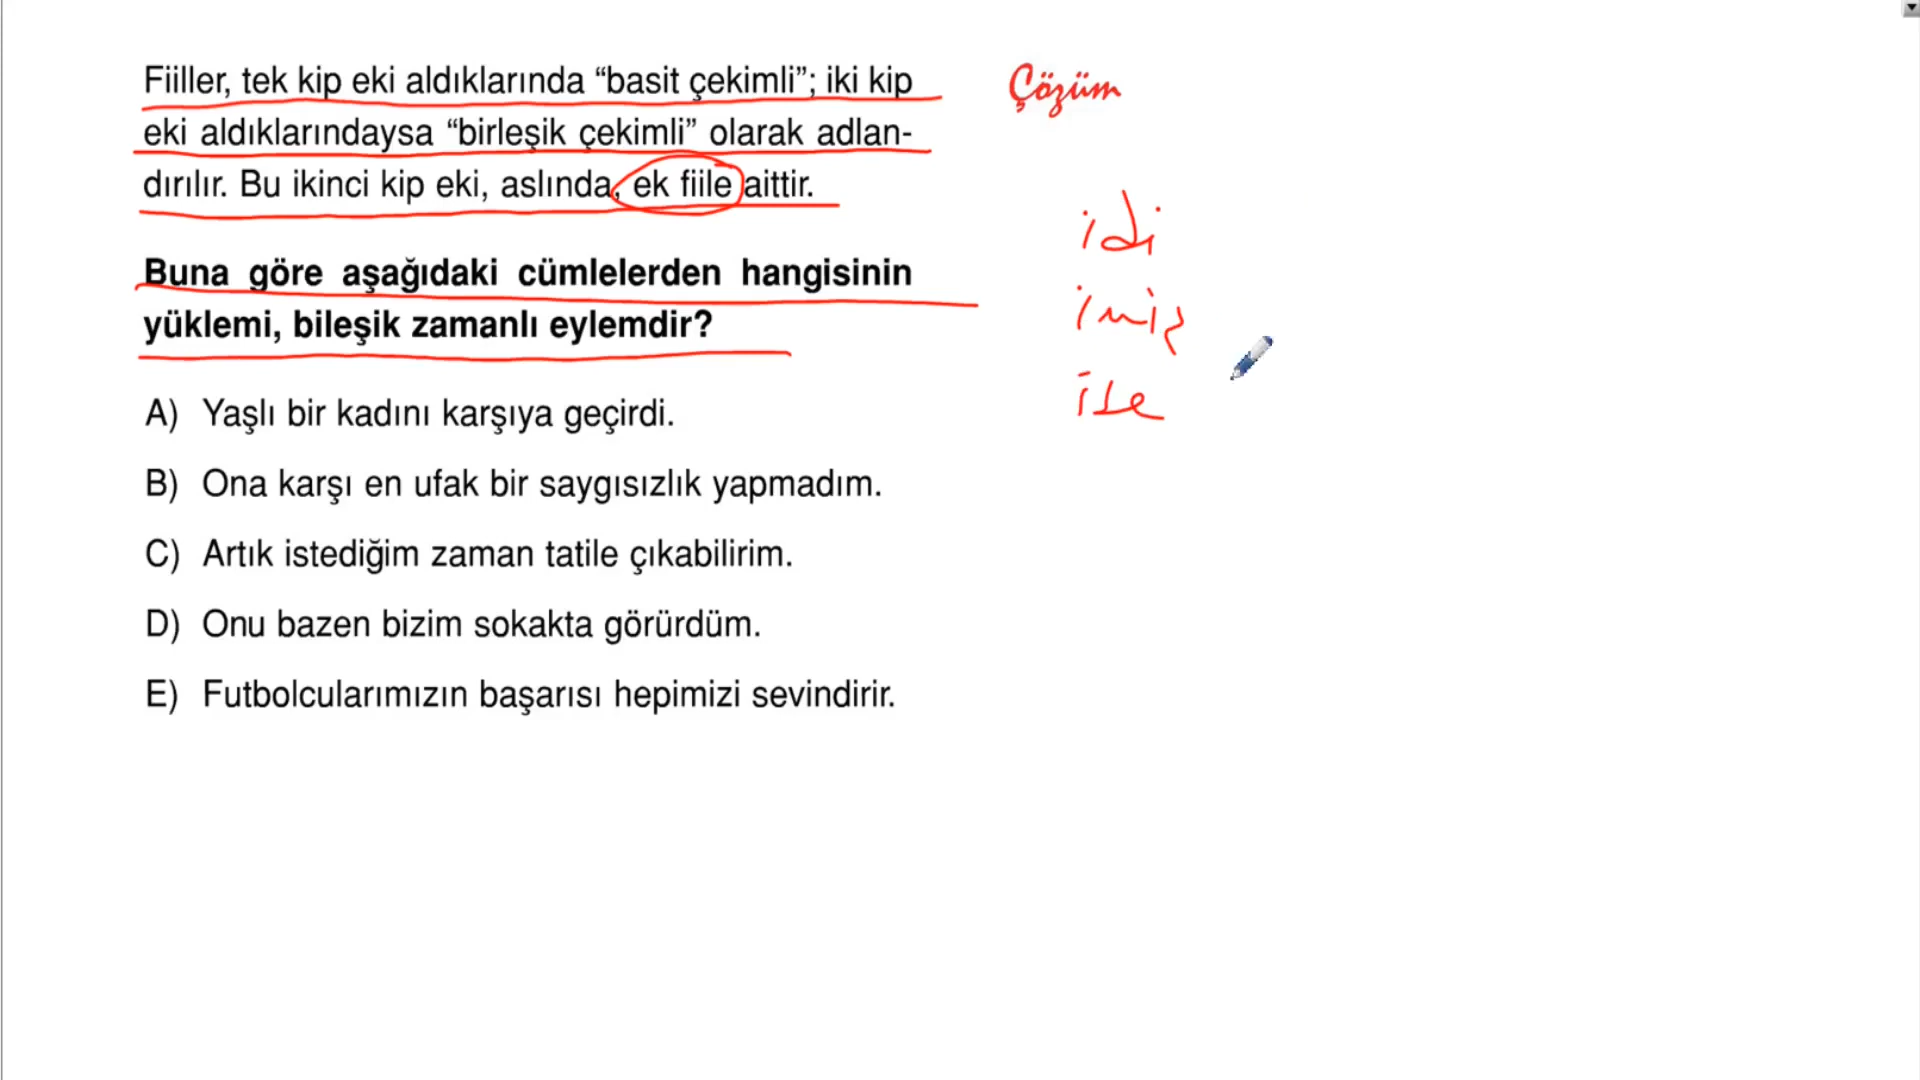 Fiiller, tek kip eki aldıklarında “basit çekimli”; iki kip
eki aldıklarındaysa “birleşik çekimli” olarak adlan-
dırılır. Bu ikinci kip eki, aslında, ek fiile aittir.
Buna göre aşağıdaki cümlelerden hangisinin
yüklemi, bileşik zamanlı eylemdir?
A) Yaşlı bir kadını karşıya geçirdi.
B) Ona karşı en ufak bir saygısızlık yapmadım.
C) Artık istediğim zaman tatile çıkabilirim.
D) Onu bazen bizim sokakta görürdüm.
E) Futbolcularımızın başarısı hepimizi sevindirir.
Çözüm
idi
imiş
ise